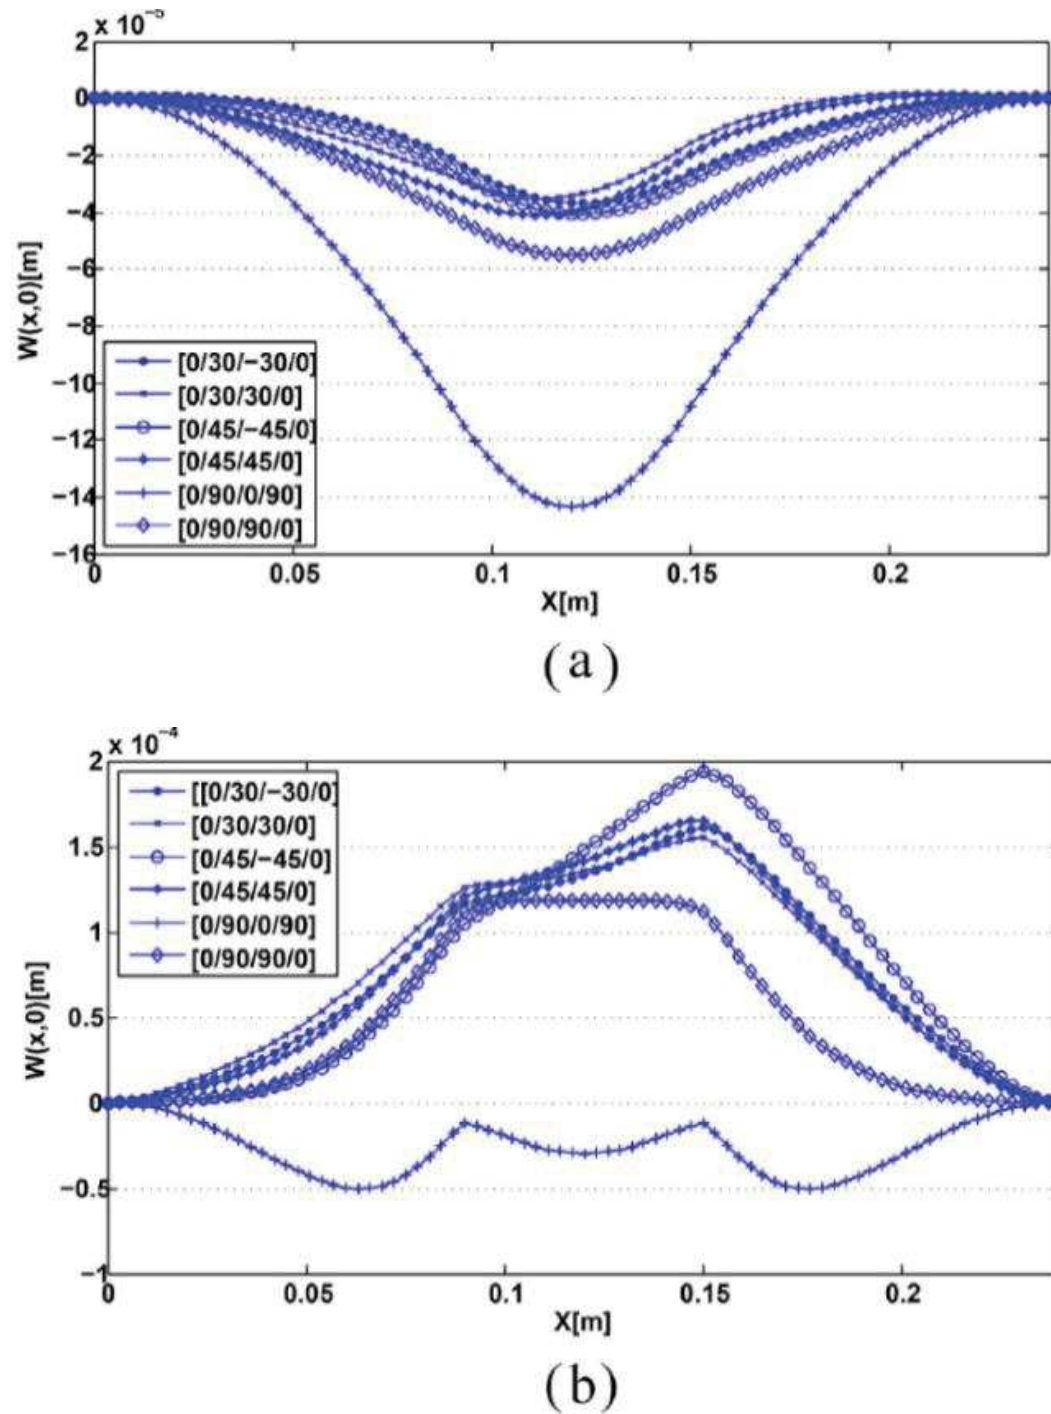 x 10⁻⁵
2
0
−2
−4
−6
−8
−10
−12
−14
−16
W(x,0)[m]
[0/30/−30/0]
[0/30/30/0]
[0/45/−45/0]
[0/45/45/0]
[0/90/0/90]
[0/90/90/0]
0 0.05 0.1 0.15 0.2
X[m]
(a)
x 10⁻⁴
2
1.5
1
0.5
0
−0.5
−1
W(x,0)[m]
[[0/30/−30/0]
[0/30/30/0]
[0/45/−45/0]
[0/45/45/0]
[0/90/0/90]
[0/90/90/0]
0 0.05 0.1 0.15 0.2
X[m]
(b)